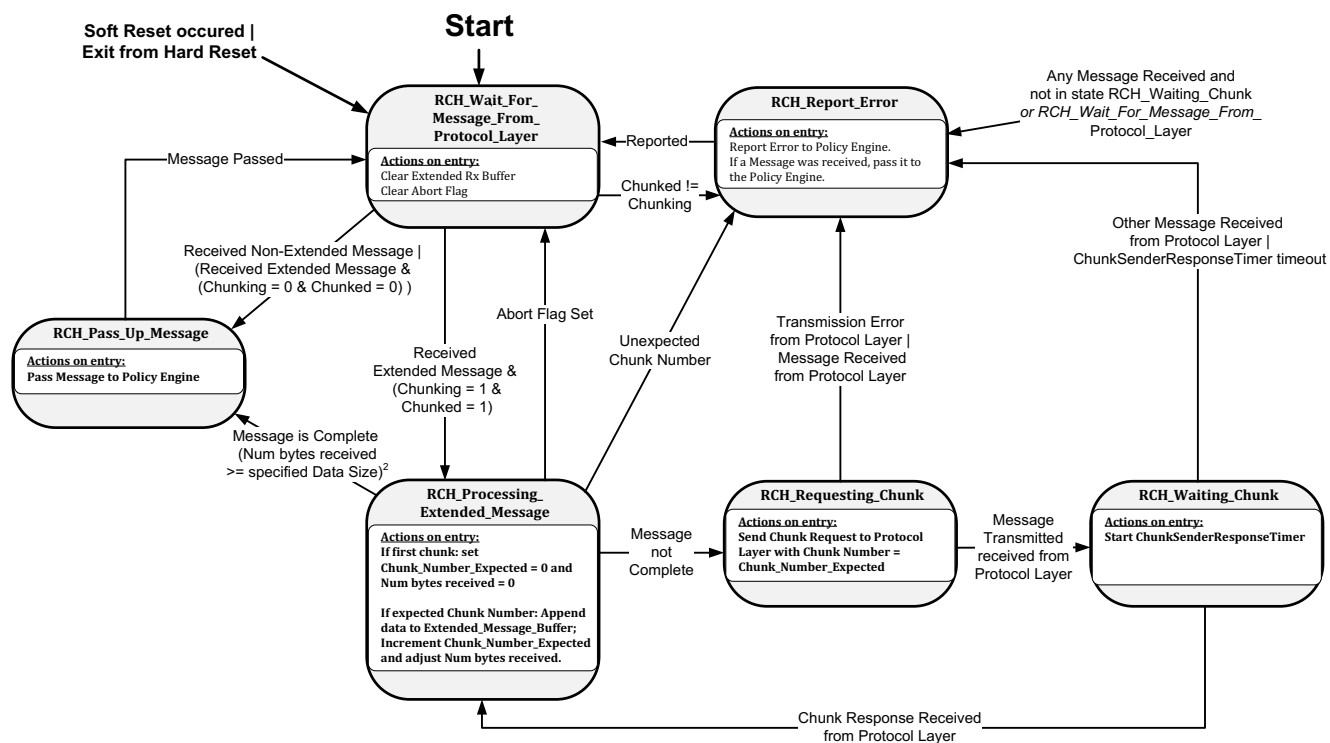 Soft Reset occured |
Exit from Hard Reset
Start
RCH_Wait_For_
Message_From_
Protocol_Layer
Actions on entry:
Clear Extended Rx Buffer
Clear Abort Flag
RCH_Report_Error
Actions on entry:
Report Error to Policy Engine.
If a Message was received, pass it to
the Policy Engine.
Any Message Received and
not in state RCH_Waiting_Chunk
or RCH_Wait_For_Message_From_
Protocol_Layer
Message Passed
Reported
Chunked !=
Chunking
Received Non-Extended Message |
(Received Extended Message &
(Chunking = 0 & Chunked = 0) )
Other Message Received
from Protocol Layer |
ChunkSenderResponseTimer timeout
RCH_Pass_Up_Message
Actions on entry:
Pass Message to Policy Engine
Abort Flag Set
Received
Extended Message &
(Chunking = 1 &
Chunked = 1)
Unexpected
Chunk Number
Transmission Error
from Protocol Layer |
Message Received
from Protocol Layer
Message is Complete
(Num bytes received
>= specified Data Size)2
RCH_Processing_
Extended_Message
Actions on entry:
If first chunk: set
Chunk_Number_Expected = 0 and
Num bytes received = 0
If expected Chunk Number: Append
data to Extended_Message_Buffer;
Increment Chunk_Number_Expected
and adjust Num bytes received.
Message
not
Complete
RCH_Requesting_Chunk
Actions on entry:
Send Chunk Request to Protocol
Layer with Chunk Number =
Chunk_Number_Expected
Message
Transmitted
received from
Protocol Layer
RCH_Waiting_Chunk
Actions on entry:
Start ChunkSenderResponseTimer
Chunk Response Received
from Protocol Layer